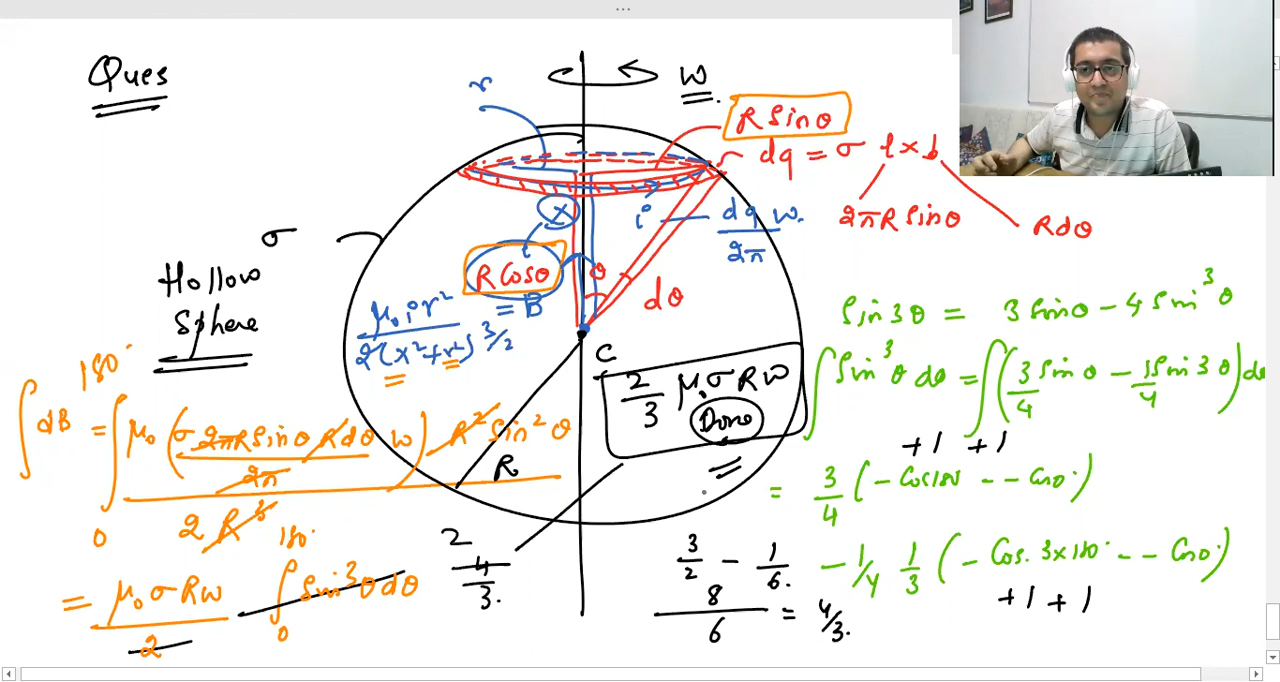 Ques
r
ω
R Sinθ
dq = σ l × b
2πR Sinθ
R dθ
σ
Hollow
Sphere
x
R Cosθ
θ
dθ
i
dq ω / 2π
μ₀ i r² / 2(x² + r²)^3/2 = B
C
R
2/3 μ₀ σ R ω
Done
Sin 3θ = 3 Sinθ − 4 Sin³θ
∫ Sin³θ dθ = ∫ (3/4 Sinθ − 1/4 Sin 3θ) dθ
+1 +1
= 3/4 (− Cos180 − − Cos0°)
− 1/4 1/3 (− Cos 3×180° − − Cos0°)
+1 + 1
∫ dB = ∫ 0 180° μ₀ (σ 2πR Sinθ R dθ ω / 2π) R² Sin²θ / 2 R³
= μ₀ σ R ω / 2 ∫ 0 180° Sin³θ dθ
2
4/3.
3/2 − 1/6.
8/6 = 4/3.